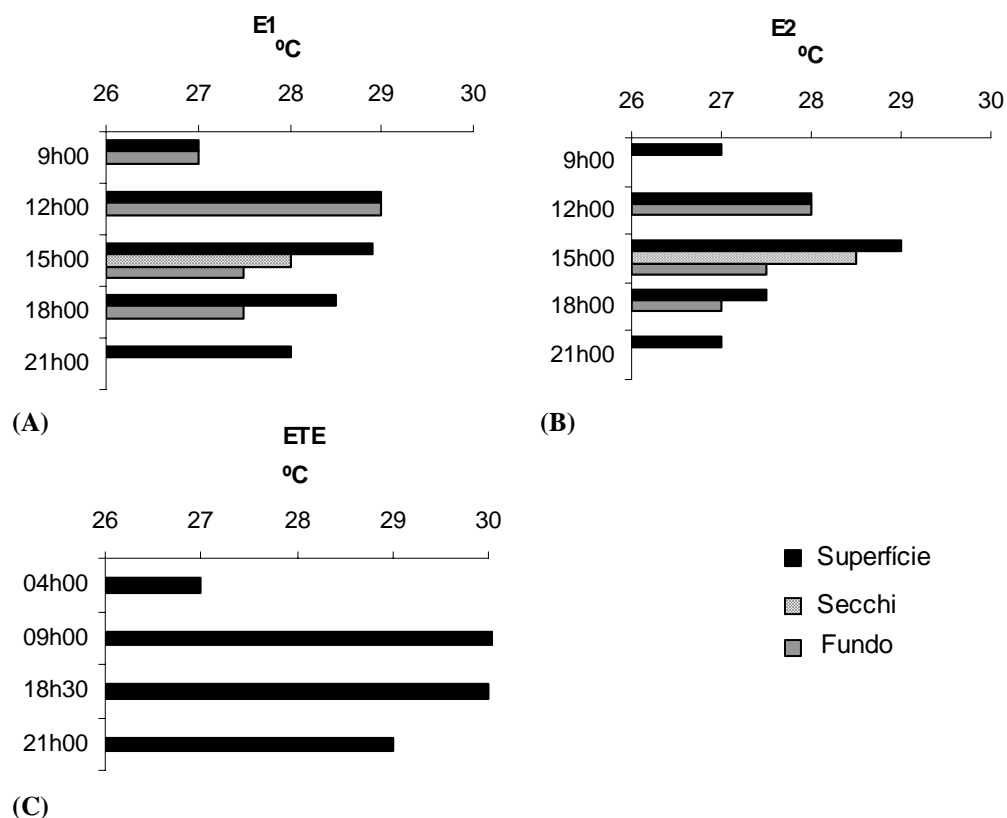 E1
ºC
26 27 28 29 30
9h00
12h00
15h00
18h00
21h00
(A)
E2
ºC
26 27 28 29 30
9h00
12h00
15h00
18h00
21h00
(B)
ETE
ºC
26 27 28 29 30
04h00
09h00
18h30
21h00
(C)
Superfície
Secchi
Fundo